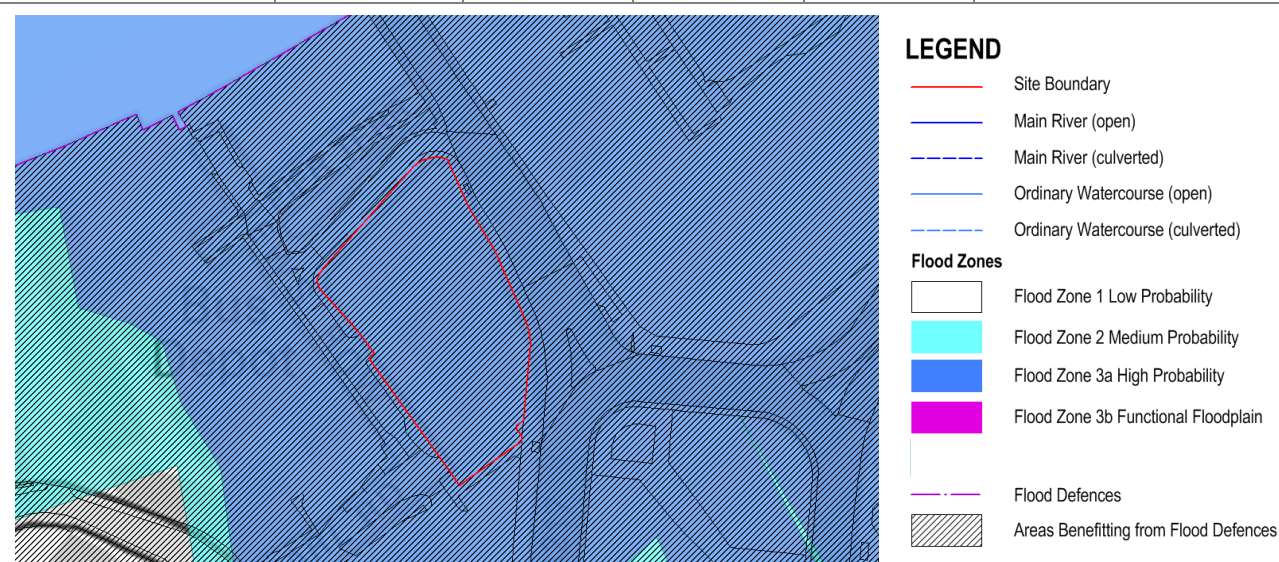 LEGEND
Site Boundary
Main River (open)
Main River (culverted)
Ordinary Watercourse (open)
Ordinary Watercourse (culverted)
Flood Zones
Flood Zone 1 Low Probability
Flood Zone 2 Medium Probability
Flood Zone 3a High Probability
Flood Zone 3b Functional Floodplain
Flood Defences
Areas Benefitting from Flood Defences